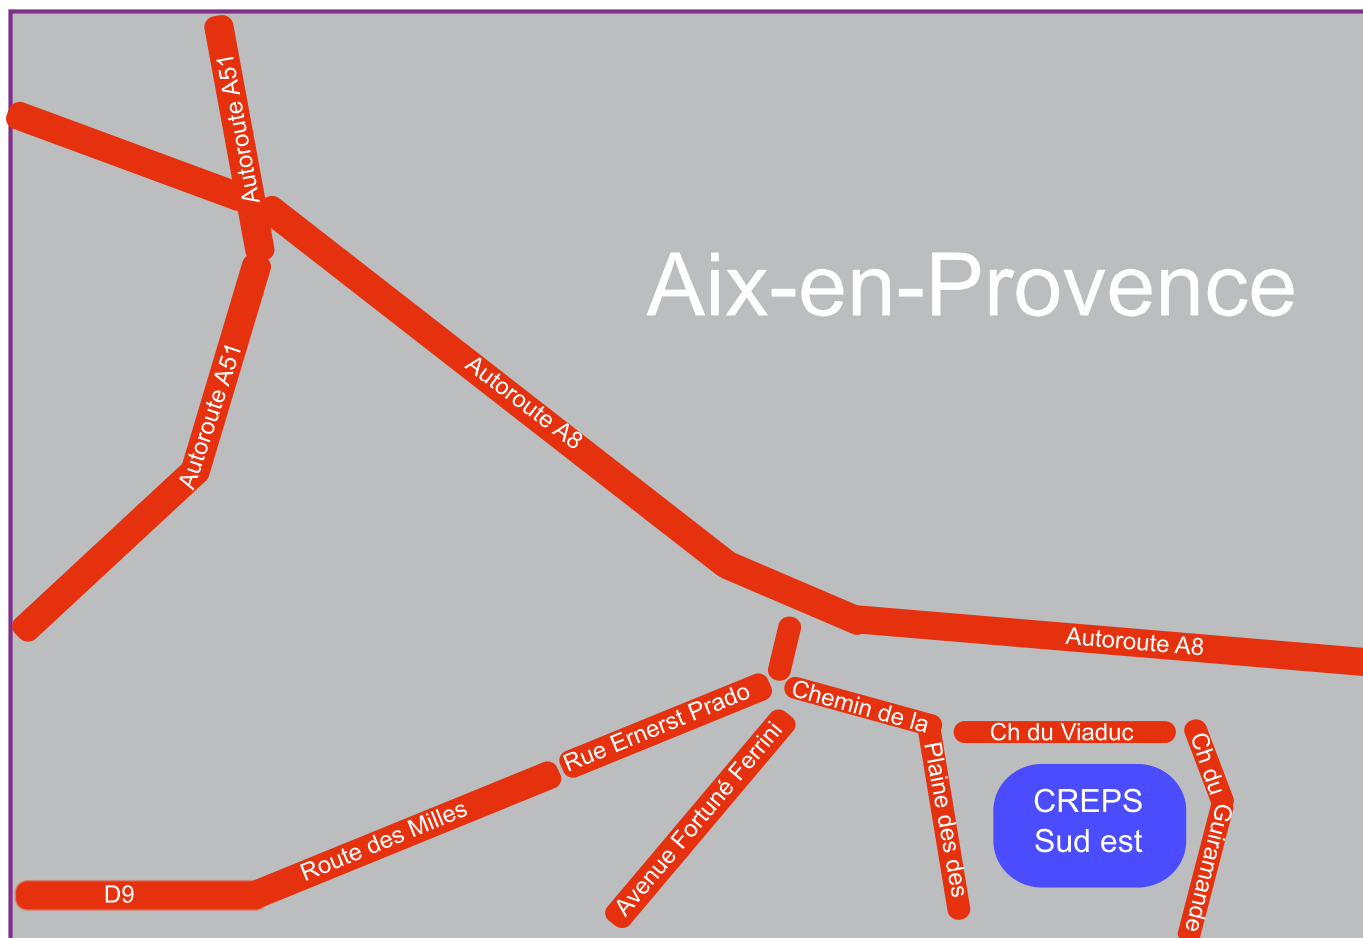 Autoroute A51
Aix-en-Provence
Autoroute A51
Autoroute A8
Autoroute A8
Chemin de la
Rue Ernerst Prado
Ch du Viaduc
Plaine des des
Ch du Guiramande
Avenue Fortuné Ferrini
CREPS
Sud est
Route des Milles
D9